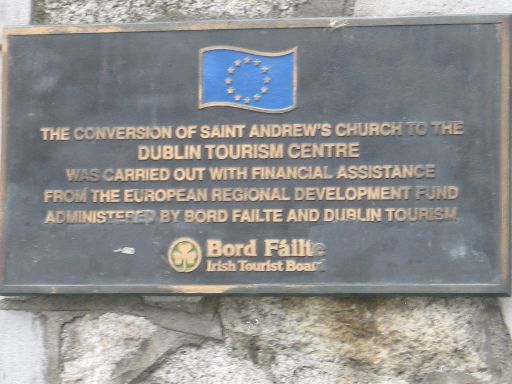 THE CONVERSION OF SAINT ANDREW'S CHURCH TO THE
DUBLIN TOURISM CENTRE
WAS CARRIED OUT WITH FINANCIAL ASSISTANCE
FROM THE EUROPEAN REGIONAL DEVELOPMENT FUND
ADMINISTERED BY BORD FAILTE AND DUBLIN TOURISM
Bord Fáilte
Irish Tourist Board